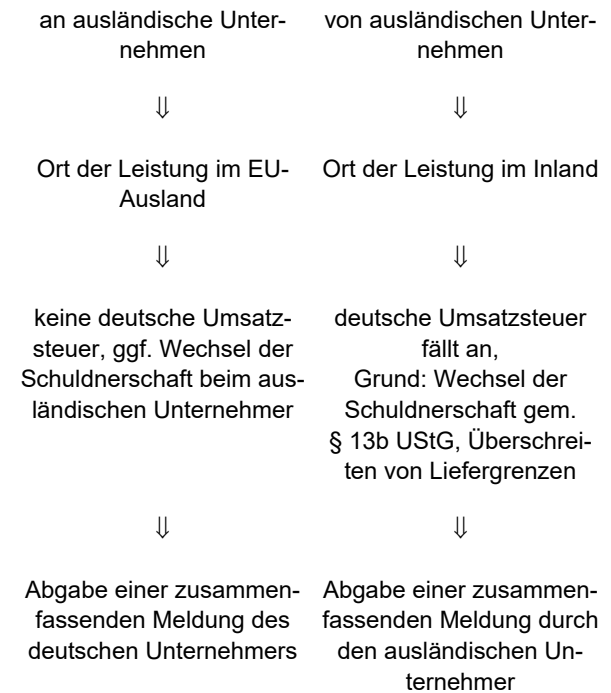 an ausländische Unter-
nehmen
⇓
Ort der Leistung im EU-
Ausland
⇓
keine deutsche Umsatz-
steuer, ggf. Wechsel der
Schuldnerschaft beim aus-
ländischen Unternehmer
⇓
Abgabe einer zusammen-
fassenden Meldung des
deutschen Unternehmers
von ausländischen Unter-
nehmen
⇓
Ort der Leistung im Inland
⇓
deutsche Umsatzsteuer
fällt an,
Grund: Wechsel der
Schuldnerschaft gem.
§ 13b UStG, Überschrei-
ten von Liefergrenzen
⇓
Abgabe einer zusammen-
fassenden Meldung durch
den ausländischen Un-
ternehmer